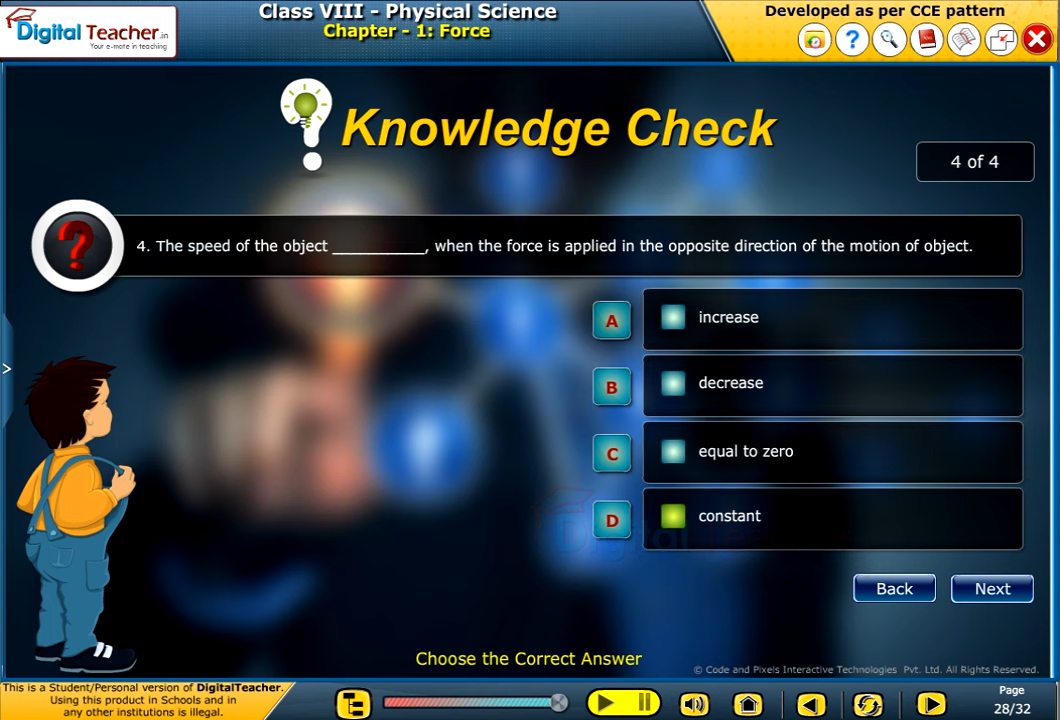 Digital Teacher.in
Your e-mate in teaching
Class VIII - Physical Science
Chapter - 1: Force
Developed as per CCE pattern
Knowledge Check
4 of 4
4. The speed of the object __________, when the force is applied in the opposite direction of the motion of object.
A increase
B decrease
C equal to zero
D constant
Back Next
Choose the Correct Answer
© Code and Pixels Interactive Technologies Pvt. Ltd. All Rights Reserved.
This is a Student/Personal version of DigitalTeacher.
Using this product in Schools and in
any other institutions is illegal.
Page
28/32